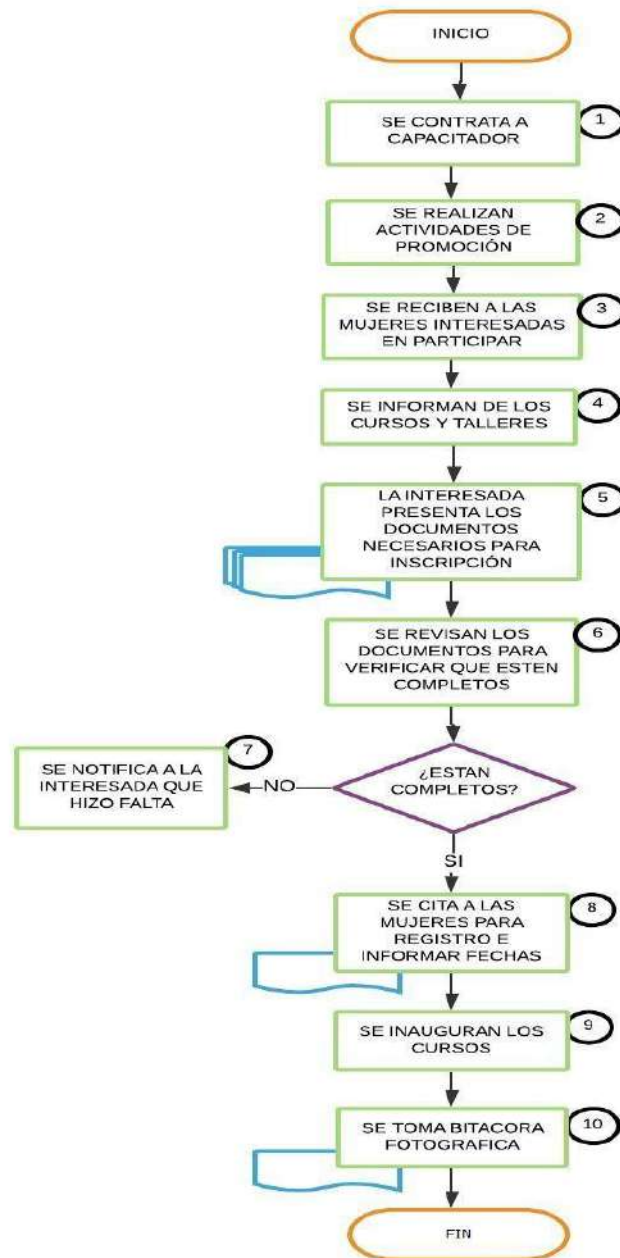 INICIO
1
SE CONTRATA A
CAPACITADOR
2
SE REALIZAN
ACTIVIDADES DE
PROMOCIÓN
3
SE RECIBEN A LAS
MUJERES INTERESADAS
EN PARTICIPAR
4
SE INFORMAN DE LOS
CURSOS Y TALLERES
5
LA INTERESADA
PRESENTA LOS
DOCUMENTOS
NECESARIOS PARA
INSCRIPCIÓN
6
SE REVISAN LOS
DOCUMENTOS PARA
VERIFICAR QUE ESTEN
COMPLETOS
¿ESTAN
COMPLETOS?
NO
7
SE NOTIFICA A LA
INTERESADA QUE
HIZO FALTA
SI
8
SE CITA A LAS
MUJERES PARA
REGISTRO E
INFORMAR FECHAS
9
SE INAUGURAN LOS
CURSOS
10
SE TOMA BITACORA
FOTOGRAFICA
FIN